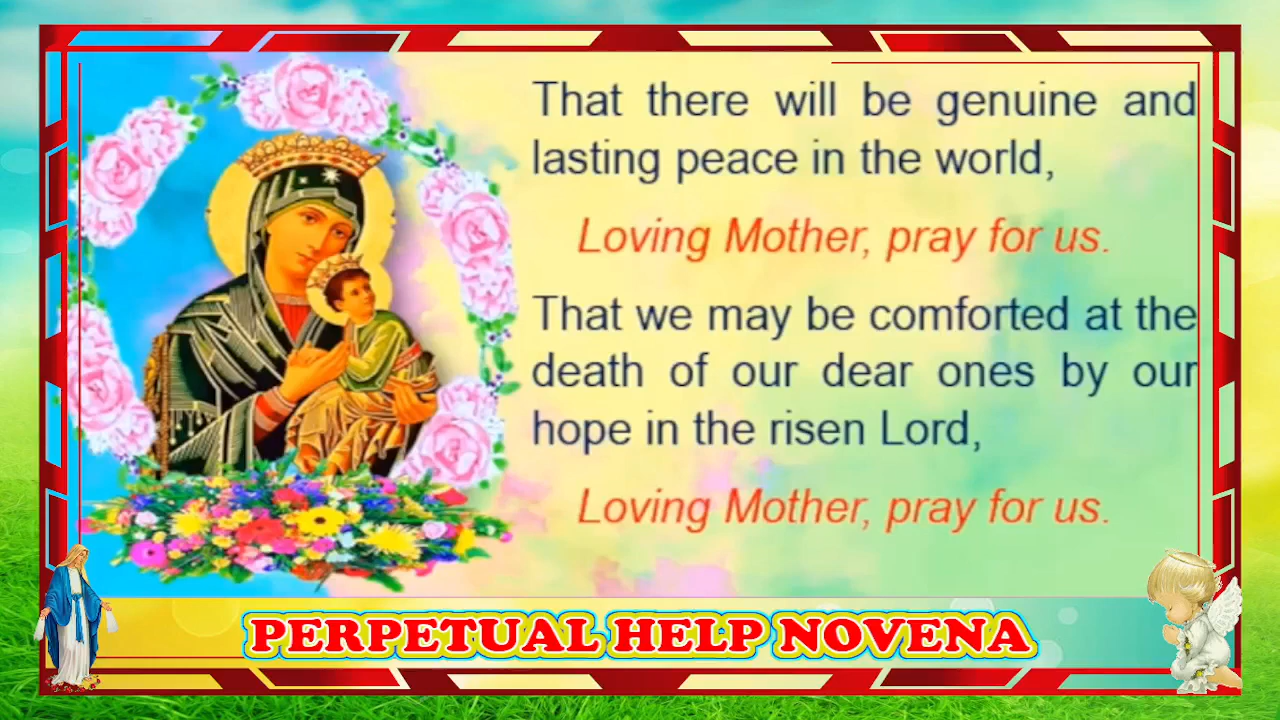 That there will be genuine and
lasting peace in the world,
Loving Mother, pray for us.
That we may be comforted at the
death of our dear ones by our
hope in the risen Lord,
Loving Mother, pray for us.
PERPETUAL HELP NOVENA